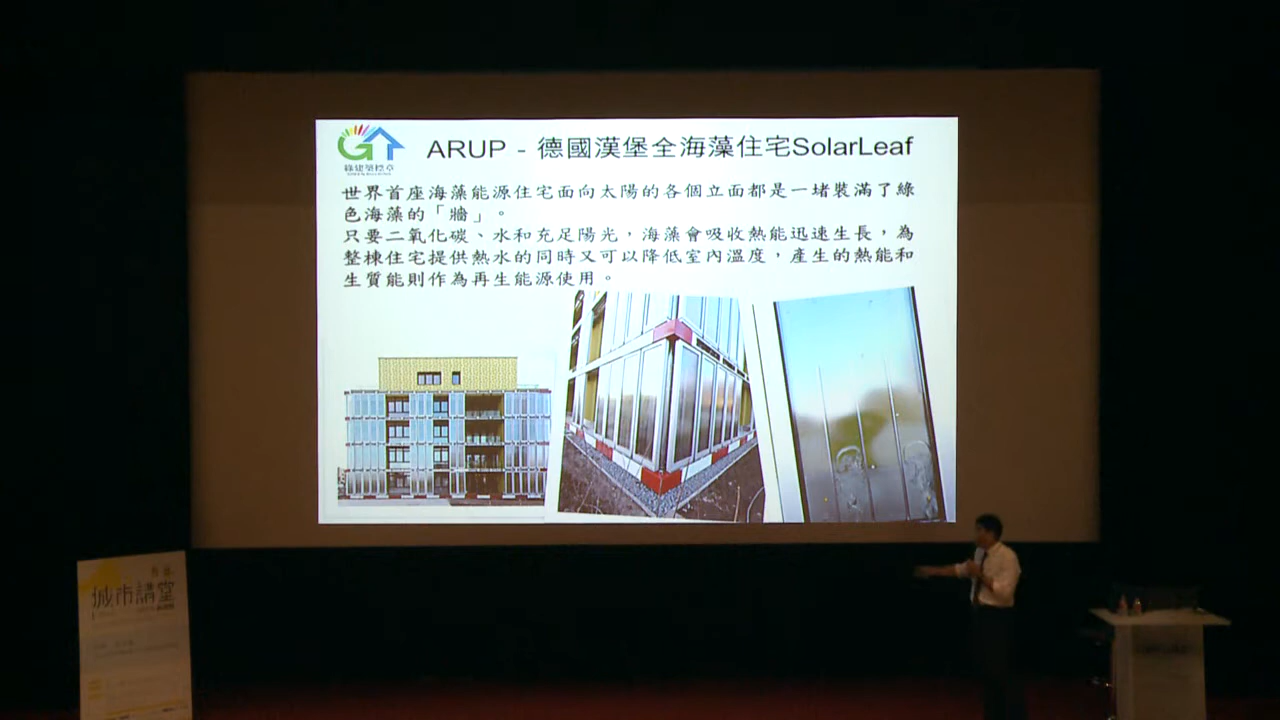 ARUP - 德國漢堡全海藻住宅SolarLeaf
綠建築標章
世界首座海藻能源住宅面向太陽的各個立面都是一堵裝滿了綠
色海藻的「牆」。
只要二氧化碳、水和充足陽光，海藻會吸收熱能迅速生長，為
整棟住宅提供熱水的同時又可以降低室內溫度，產生的熱能和
生質能則作為再生能源使用。
城市講堂